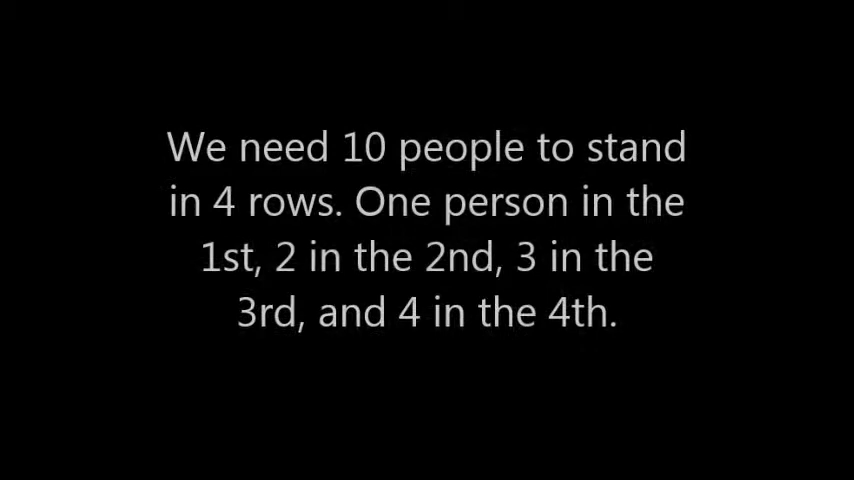 We need 10 people to stand
in 4 rows. One person in the
1st, 2 in the 2nd, 3 in the
3rd, and 4 in the 4th.